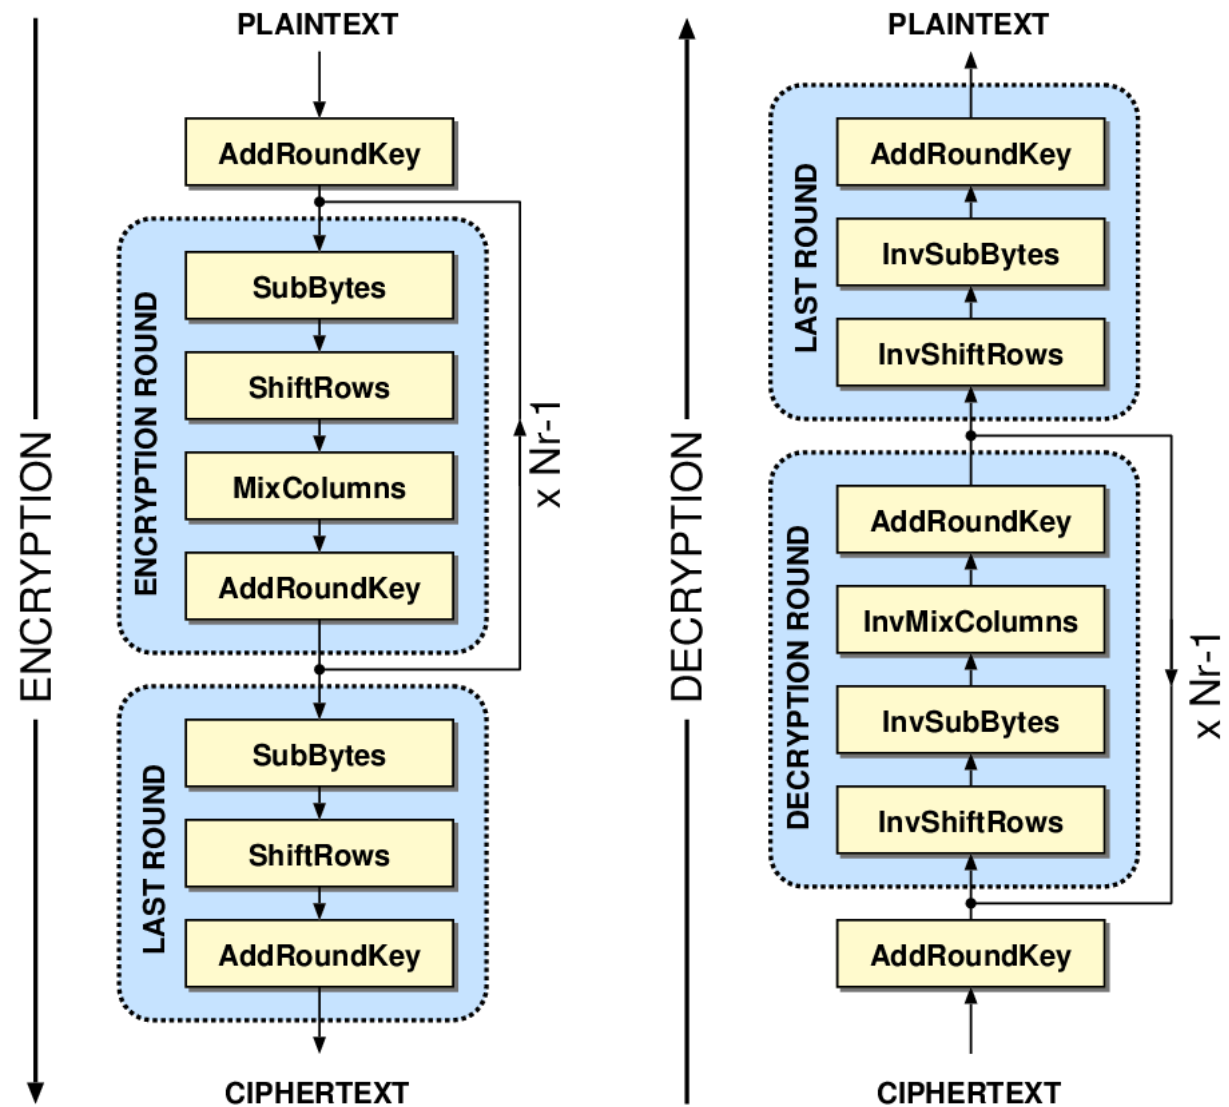 PLAINTEXT
AddRoundKey
ENCRYPTION ROUND
SubBytes
ShiftRows
MixColumns
AddRoundKey
x Nr-1
LAST ROUND
SubBytes
ShiftRows
AddRoundKey
CIPHERTEXT
ENCRYPTION
PLAINTEXT
LAST ROUND
AddRoundKey
InvSubBytes
InvShiftRows
DECRYPTION ROUND
AddRoundKey
InvMixColumns
InvSubBytes
InvShiftRows
x Nr-1
AddRoundKey
CIPHERTEXT
DECRYPTION